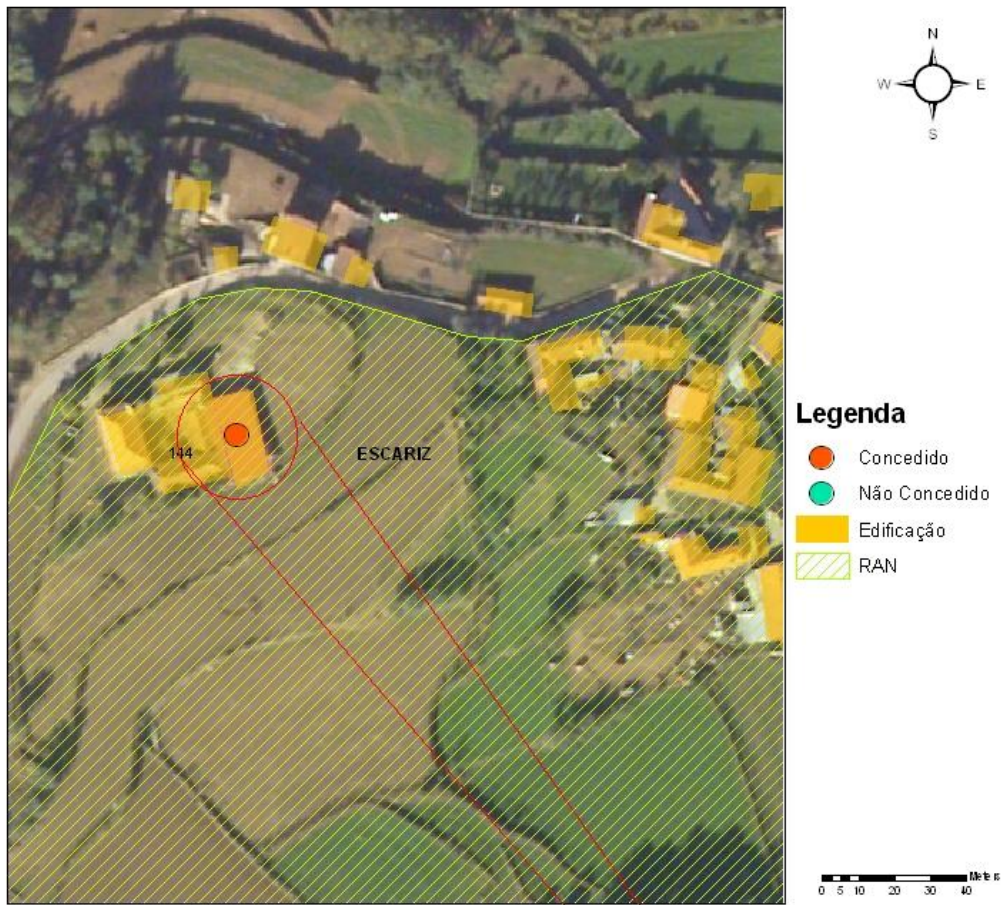 N
W E
S
144
ESCARIZ
Legenda
Concedido
Não Concedido
Edificação
RAN
Meters
0 5 10 20 30 40